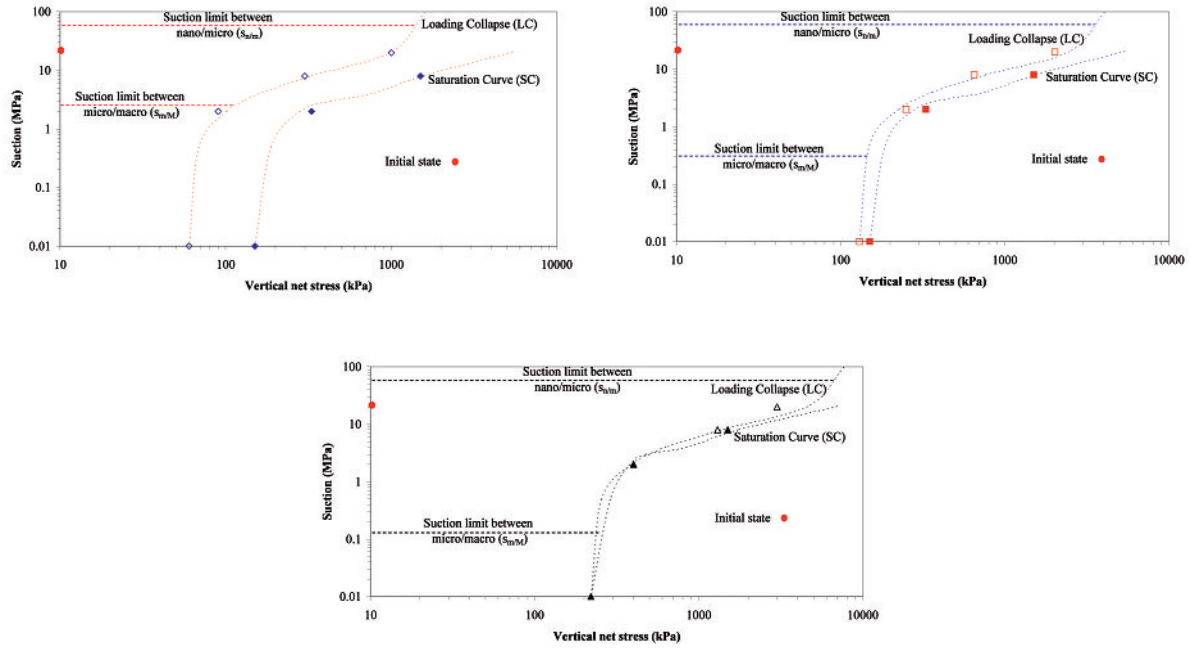 100
Suction limit between
nano/micro (sn/m)
Loading Collapse (LC)
10
Saturation Curve (SC)
Suction limit between
micro/macro (sm/M)
Suction (MPa)
1
Initial state
0.1
0.01
10
100
1000
10000
Vertical net stress (kPa)
100
Suction limit between
nano/micro (sn/m)
Loading Collapse (LC)
10
Saturation Curve (SC)
Suction (MPa)
1
Suction limit between
micro/macro (sm/M)
Initial state
0.1
0.01
10
100
1000
10000
Vertical net stress (kPa)
100
Suction limit between
nano/micro (sn/m)
Loading Collapse (LC)
10
Saturation Curve (SC)
Suction (MPa)
1
Suction limit between
micro/macro (sm/M)
Initial state
0.1
0.01
10
100
1000
10000
Vertical net stress (kPa)